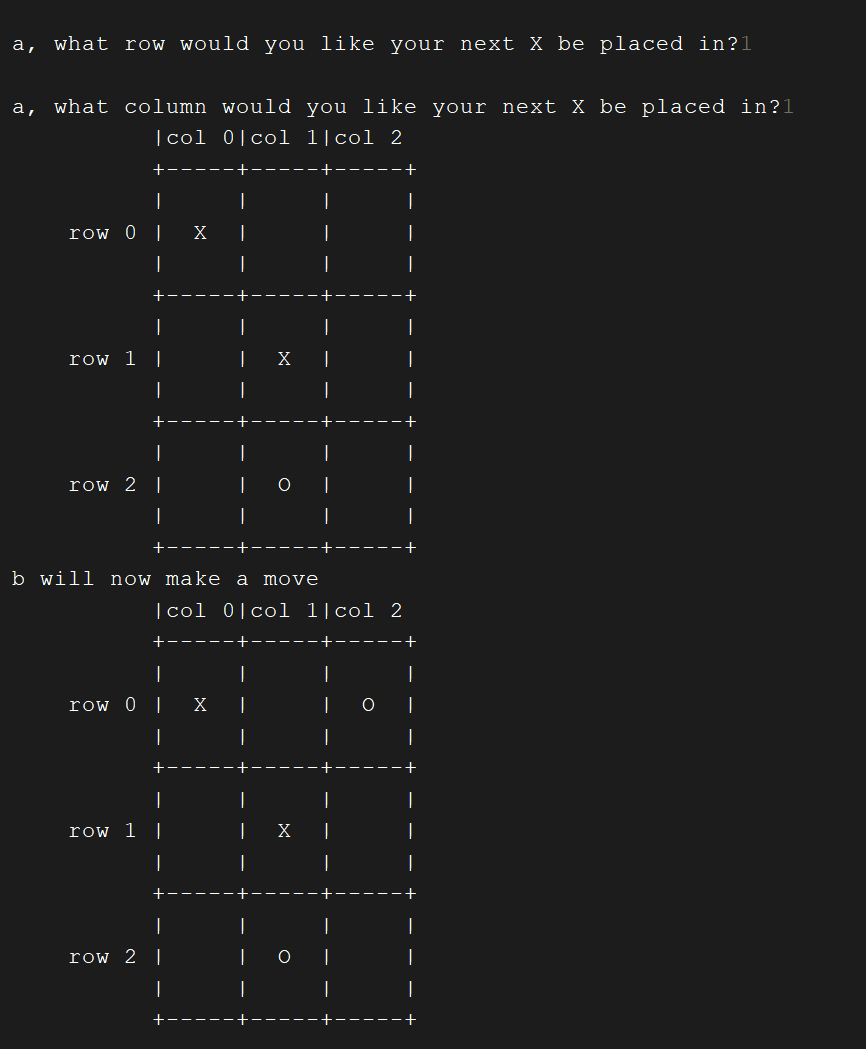 a, what row would you like your next X be placed in?1
a, what column would you like your next X be placed in?1
          |col 0|col 1|col 2
          +-----+-----+-----+
          |     |     |     |
    row 0 |  X  |     |     |
          |     |     |     |
          +-----+-----+-----+
          |     |     |     |
    row 1 |     |  X  |     |
          |     |     |     |
          +-----+-----+-----+
          |     |     |     |
    row 2 |     |  O  |     |
          |     |     |     |
          +-----+-----+-----+
b will now make a move
          |col 0|col 1|col 2
          +-----+-----+-----+
          |     |     |     |
    row 0 |  X  |     |  O  |
          |     |     |     |
          +-----+-----+-----+
          |     |     |     |
    row 1 |     |  X  |     |
          |     |     |     |
          +-----+-----+-----+
          |     |     |     |
    row 2 |     |  O  |     |
          |     |     |     |
          +-----+-----+-----+